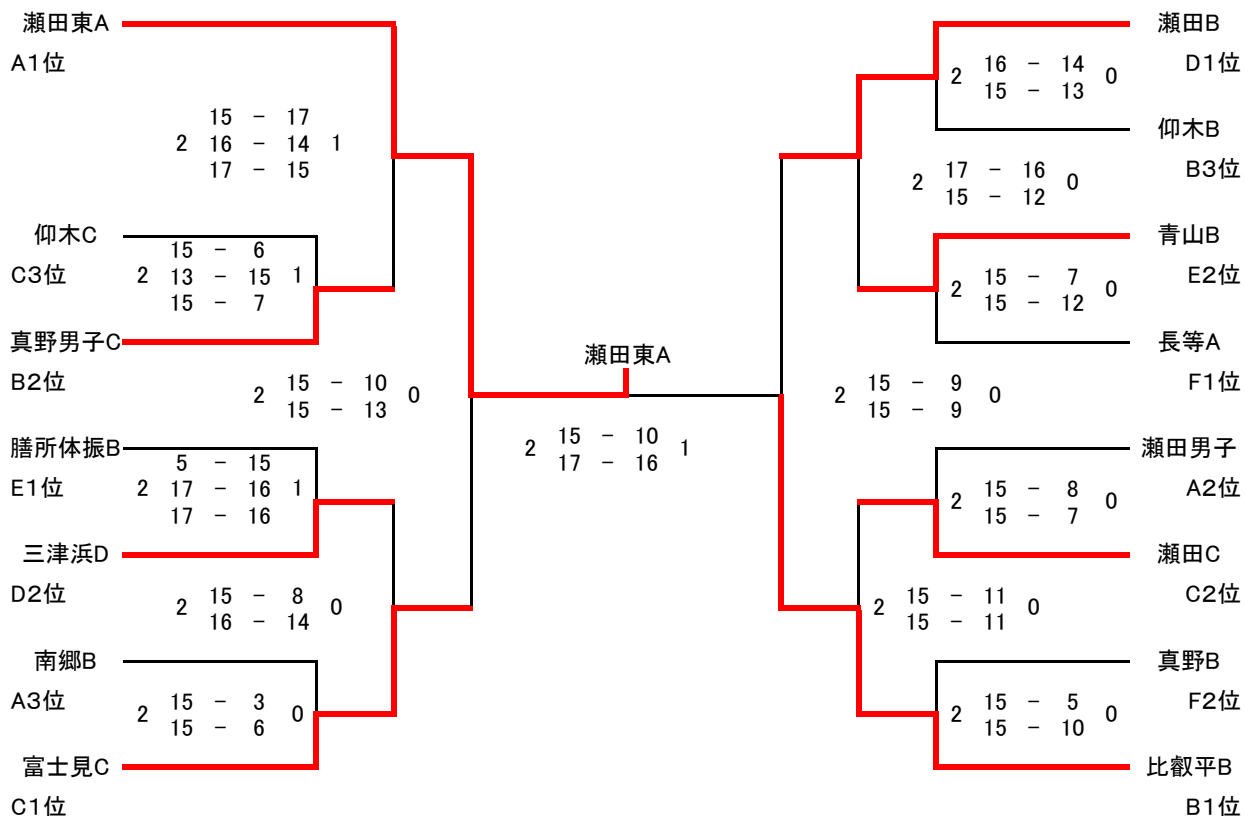 瀬田東A
A1位
15 － 17
2 16 － 14 1
17 － 15
仰木C
C3位
15 － 6
2 13 － 15 1
15 － 7
真野男子C
B2位
2 15 － 10 0
15 － 13
膳所体振B
E1位
5 － 15
2 17 － 16 1
17 － 16
三津浜D
D2位
2 15 － 8 0
16 － 14
南郷B
A3位
2 15 － 3 0
15 － 6
富士見C
C1位
瀬田東A
2 15 － 10 1
17 － 16
瀬田B
D1位
2 16 － 14 0
15 － 13
仰木B
B3位
2 17 － 16 0
15 － 12
青山B
E2位
2 15 － 7 0
15 － 12
長等A
F1位
2 15 － 9 0
15 － 9
瀬田男子
A2位
2 15 － 8 0
15 － 7
瀬田C
C2位
2 15 － 11 0
15 － 11
真野B
F2位
2 15 － 5 0
15 － 10
比叡平B
B1位